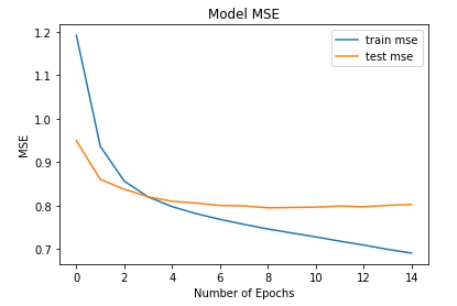 Model MSE
train mse
test mse
1.2
1.1
1.0
0.9
0.8
0.7
MSE
0 2 4 6 8 10 12 14
Number of Epochs